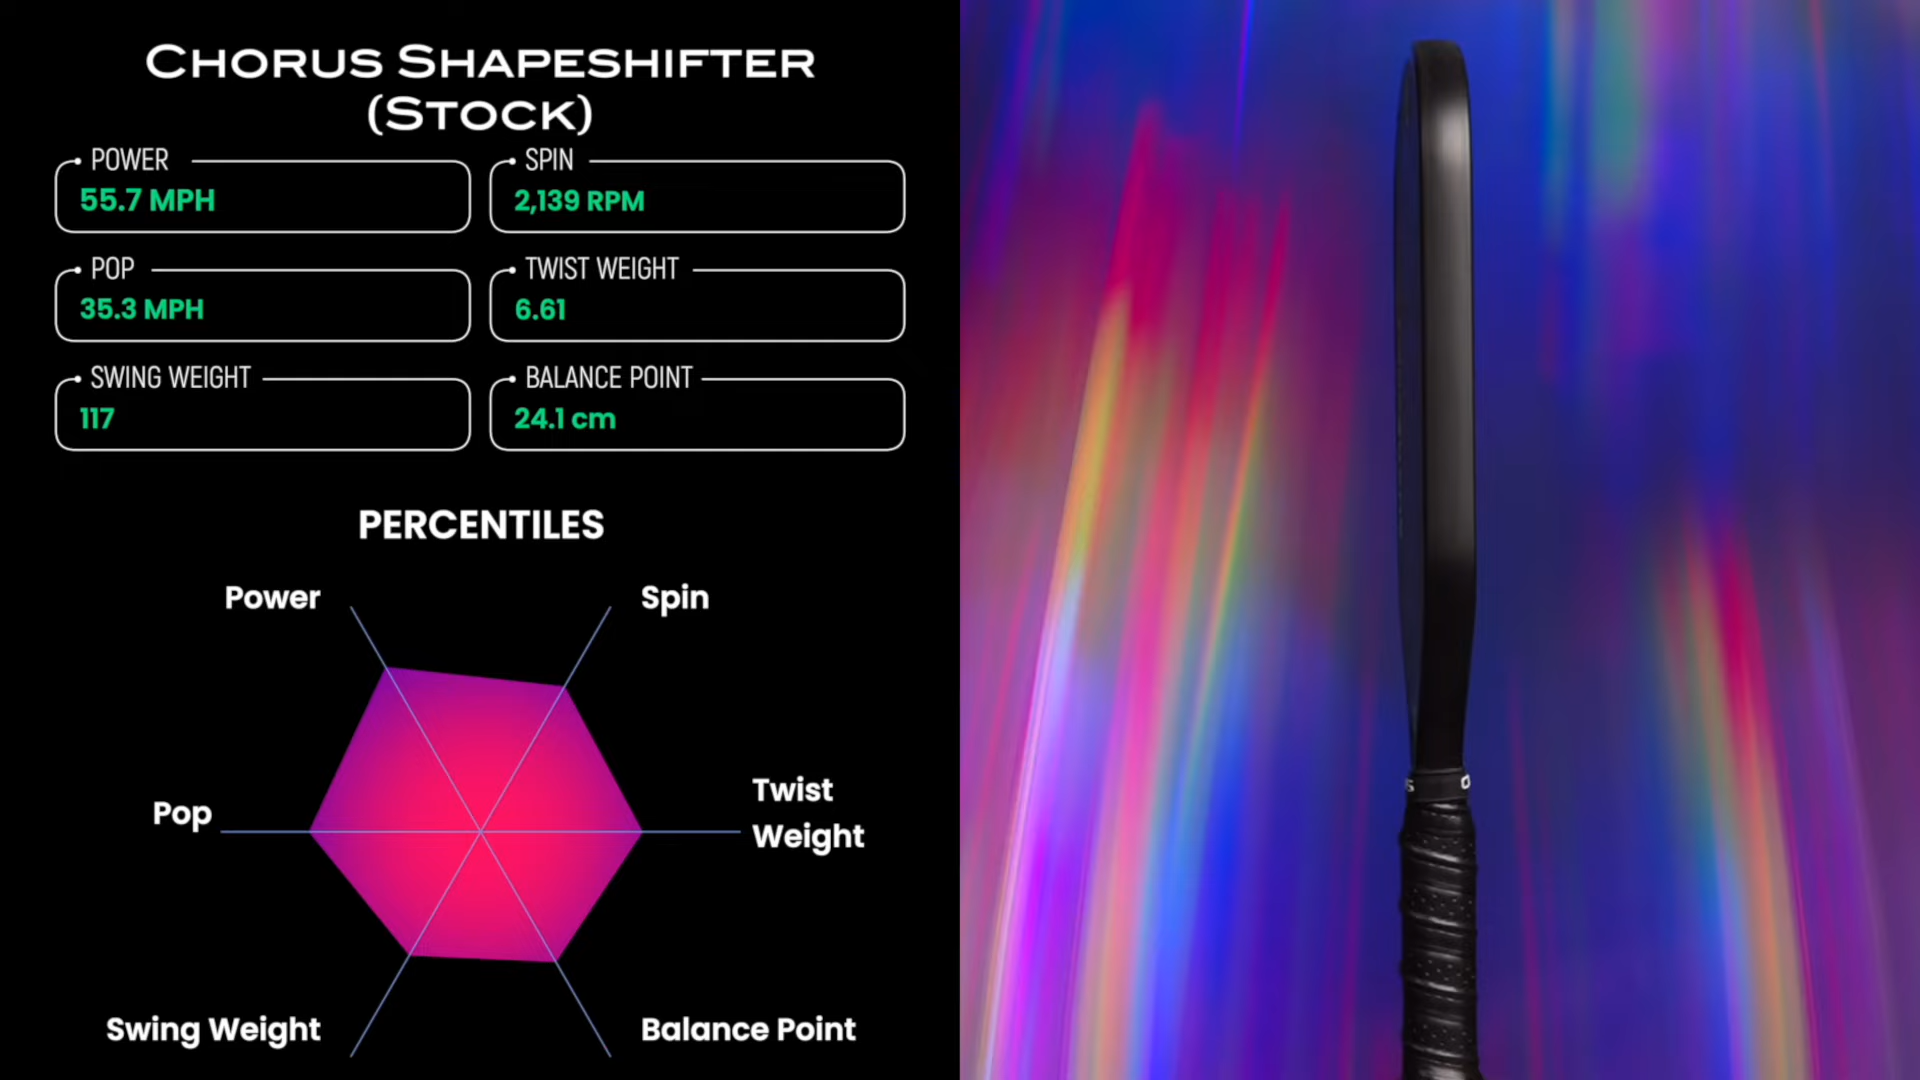 CHORUS SHAPESHIFTER
(STOCK)
POWER
55.7 MPH
SPIN
2,139 RPM
POP
35.3 MPH
TWIST WEIGHT
6.61
SWING WEIGHT
117
BALANCE POINT
24.1 cm
PERCENTILES
Power
Spin
Pop
Twist
Weight
Swing Weight
Balance Point